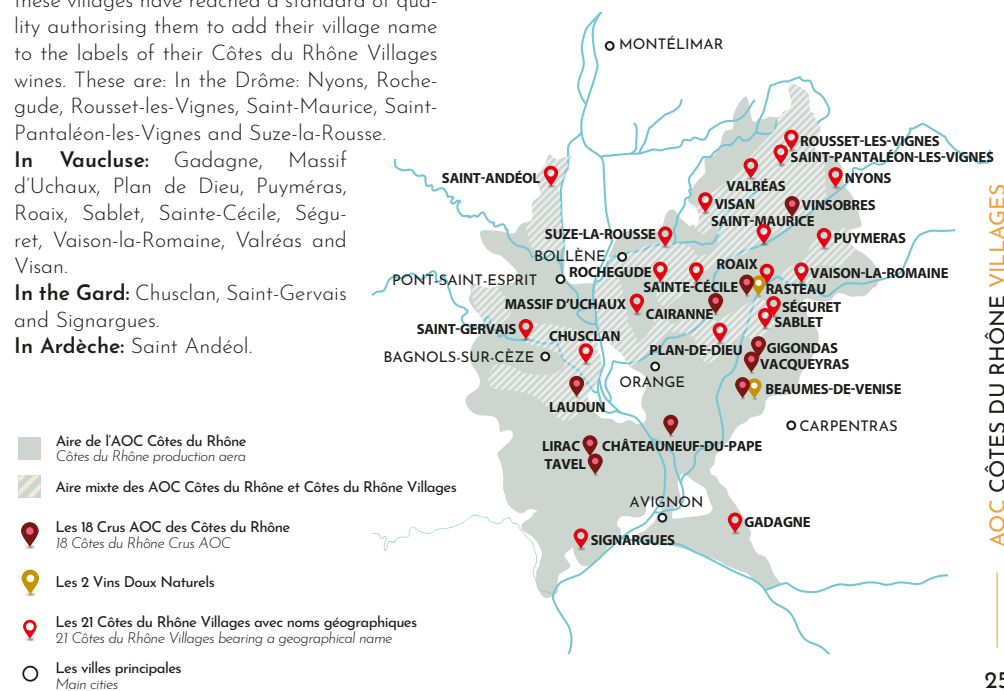 these villages have reached a standard of qua-
lity authorising them to add their village name
to the labels of their Côtes du Rhône Villages
wines. These are: In the Drôme: Nyons, Roche-
gude, Rousset-les-Vignes, Saint-Maurice, Saint-
Pantaléon-les-Vignes and Suze-la-Rousse.
In Vaucluse: Gadagne, Massif
d'Uchaux, Plan de Dieu, Puyméras,
Roaix, Sablet, Sainte-Cécile, Ségu-
ret, Vaison-la-Romaine, Valréas and
Visan.
In the Gard: Chusclan, Saint-Gervais
and Signargues.
In Ardèche: Saint Andéol.
MONTÉLIMAR
ROUSSET-LES-VIGNES
SAINT-PANTALÉON-LES-VIGNES
SAINT-ANDÉOL
VALRÉAS
NYONS
VISAN
VINSOBRES
SAINT-MAURICE
SUZE-LA-ROUSSE
PUYMERAS
BOLLÈNE
ROCHEGUDE
ROAIX
VAISON-LA-ROMAINE
PONT-SAINT-ESPRIT
SAINTE-CÉCILE
RASTEAU
MASSIF D'UCHAUX
CAIRANNE
SÉGURET
SABLET
SAINT-GERVAIS
CHUSCLAN
PLAN-DE-DIEU
GIGONDAS
BAGNOLS-SUR-CÈZE
VACQUEYRAS
ORANGE
BEAUMES-DE-VENISE
LAUDUN
CARPENTRAS
LIRAC
CHÂTEAUNEUF-DU-PAPE
TAVEL
AVIGNON
GADAGNE
SIGNARGUES
Aire de l'AOC Côtes du Rhône
Côtes du Rhône production aera
Aire mixte des AOC Côtes du Rhône et Côtes du Rhône Villages
Les 18 Crus AOC des Côtes du Rhône
18 Côtes du Rhône Crus AOC
Les 2 Vins Doux Naturels
Les 21 Côtes du Rhône Villages avec noms géographiques
21 Côtes du Rhône Villages bearing a geographical name
Les villes principales
Main cities
AOC CÔTES DU RHÔNE VILLAGES
25